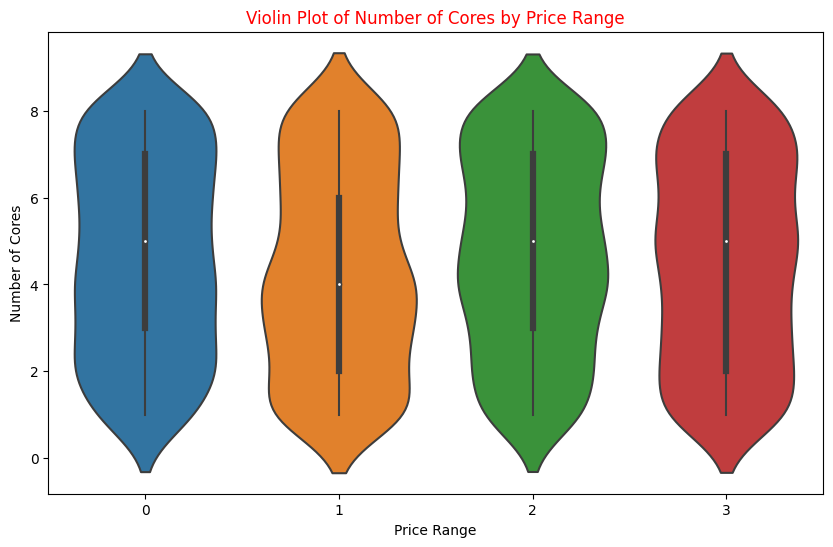 Violin Plot of Number of Cores by Price Range
Number of Cores
8
6
4
2
0
0 1 2 3
Price Range